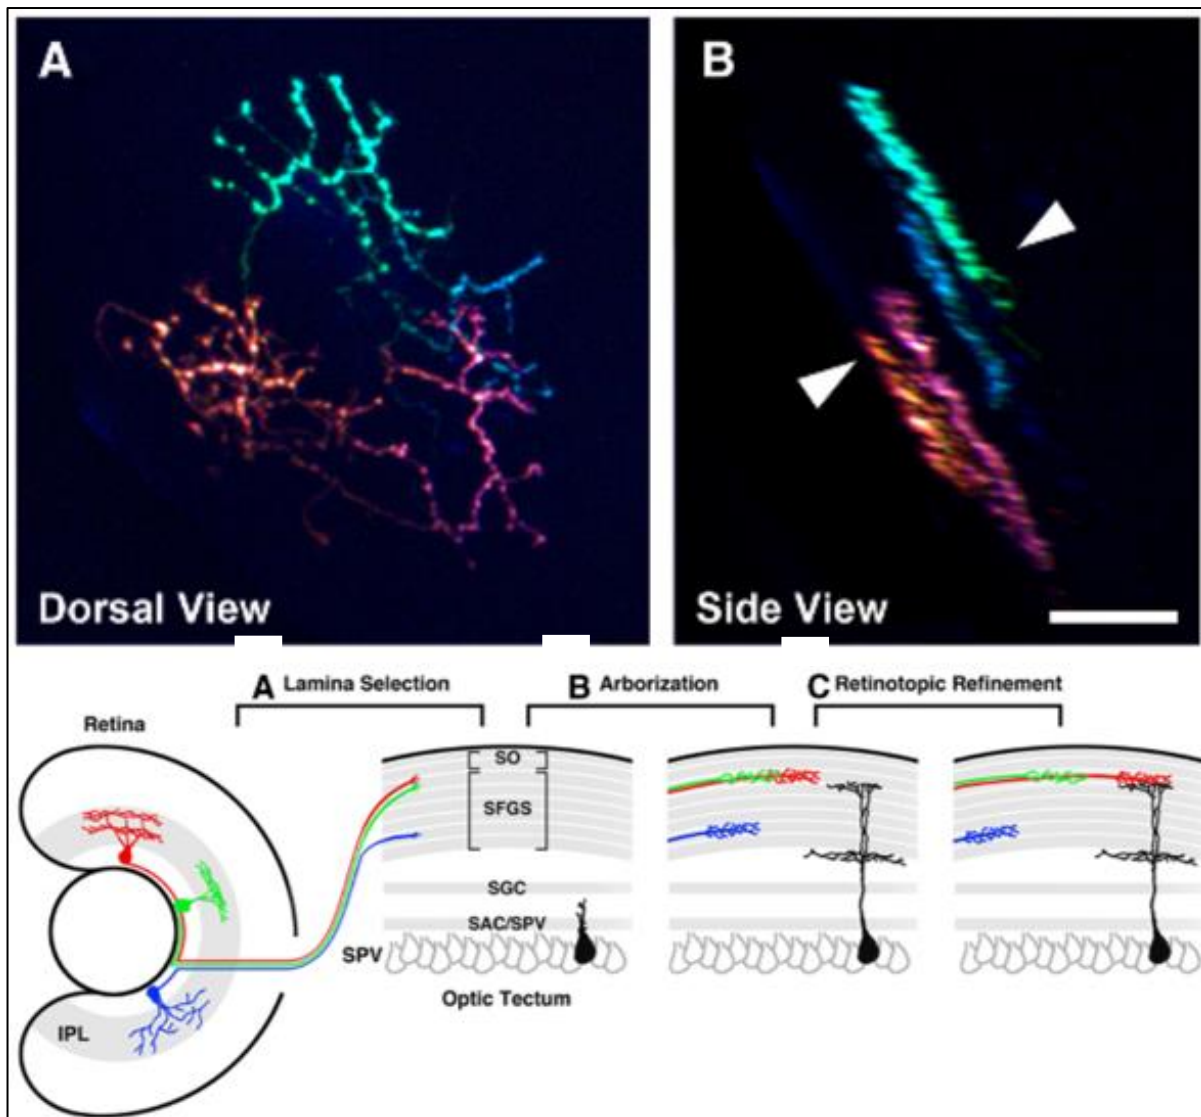 A
B
Dorsal View
Side View
A Lamina Selection
B Arborization
C Retinotopic Refinement
Retina
SO
SFGS
SGC
SAC/SPV
SPV
IPL
Optic Tectum